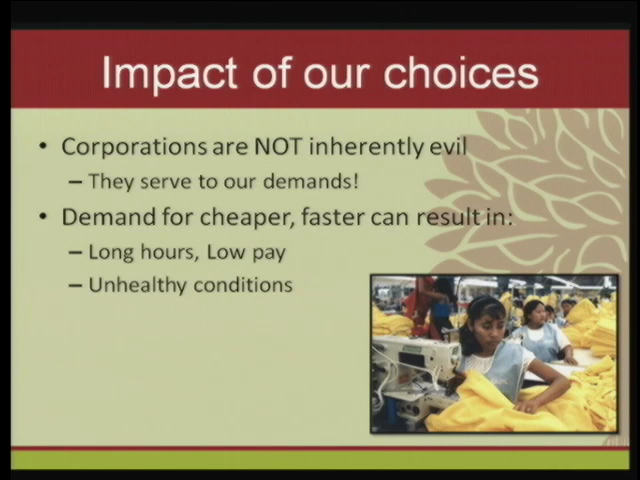 Impact of our choices
• Corporations are NOT inherently evil
– They serve to our demands!
• Demand for cheaper, faster can result in:
– Long hours, Low pay
– Unhealthy conditions